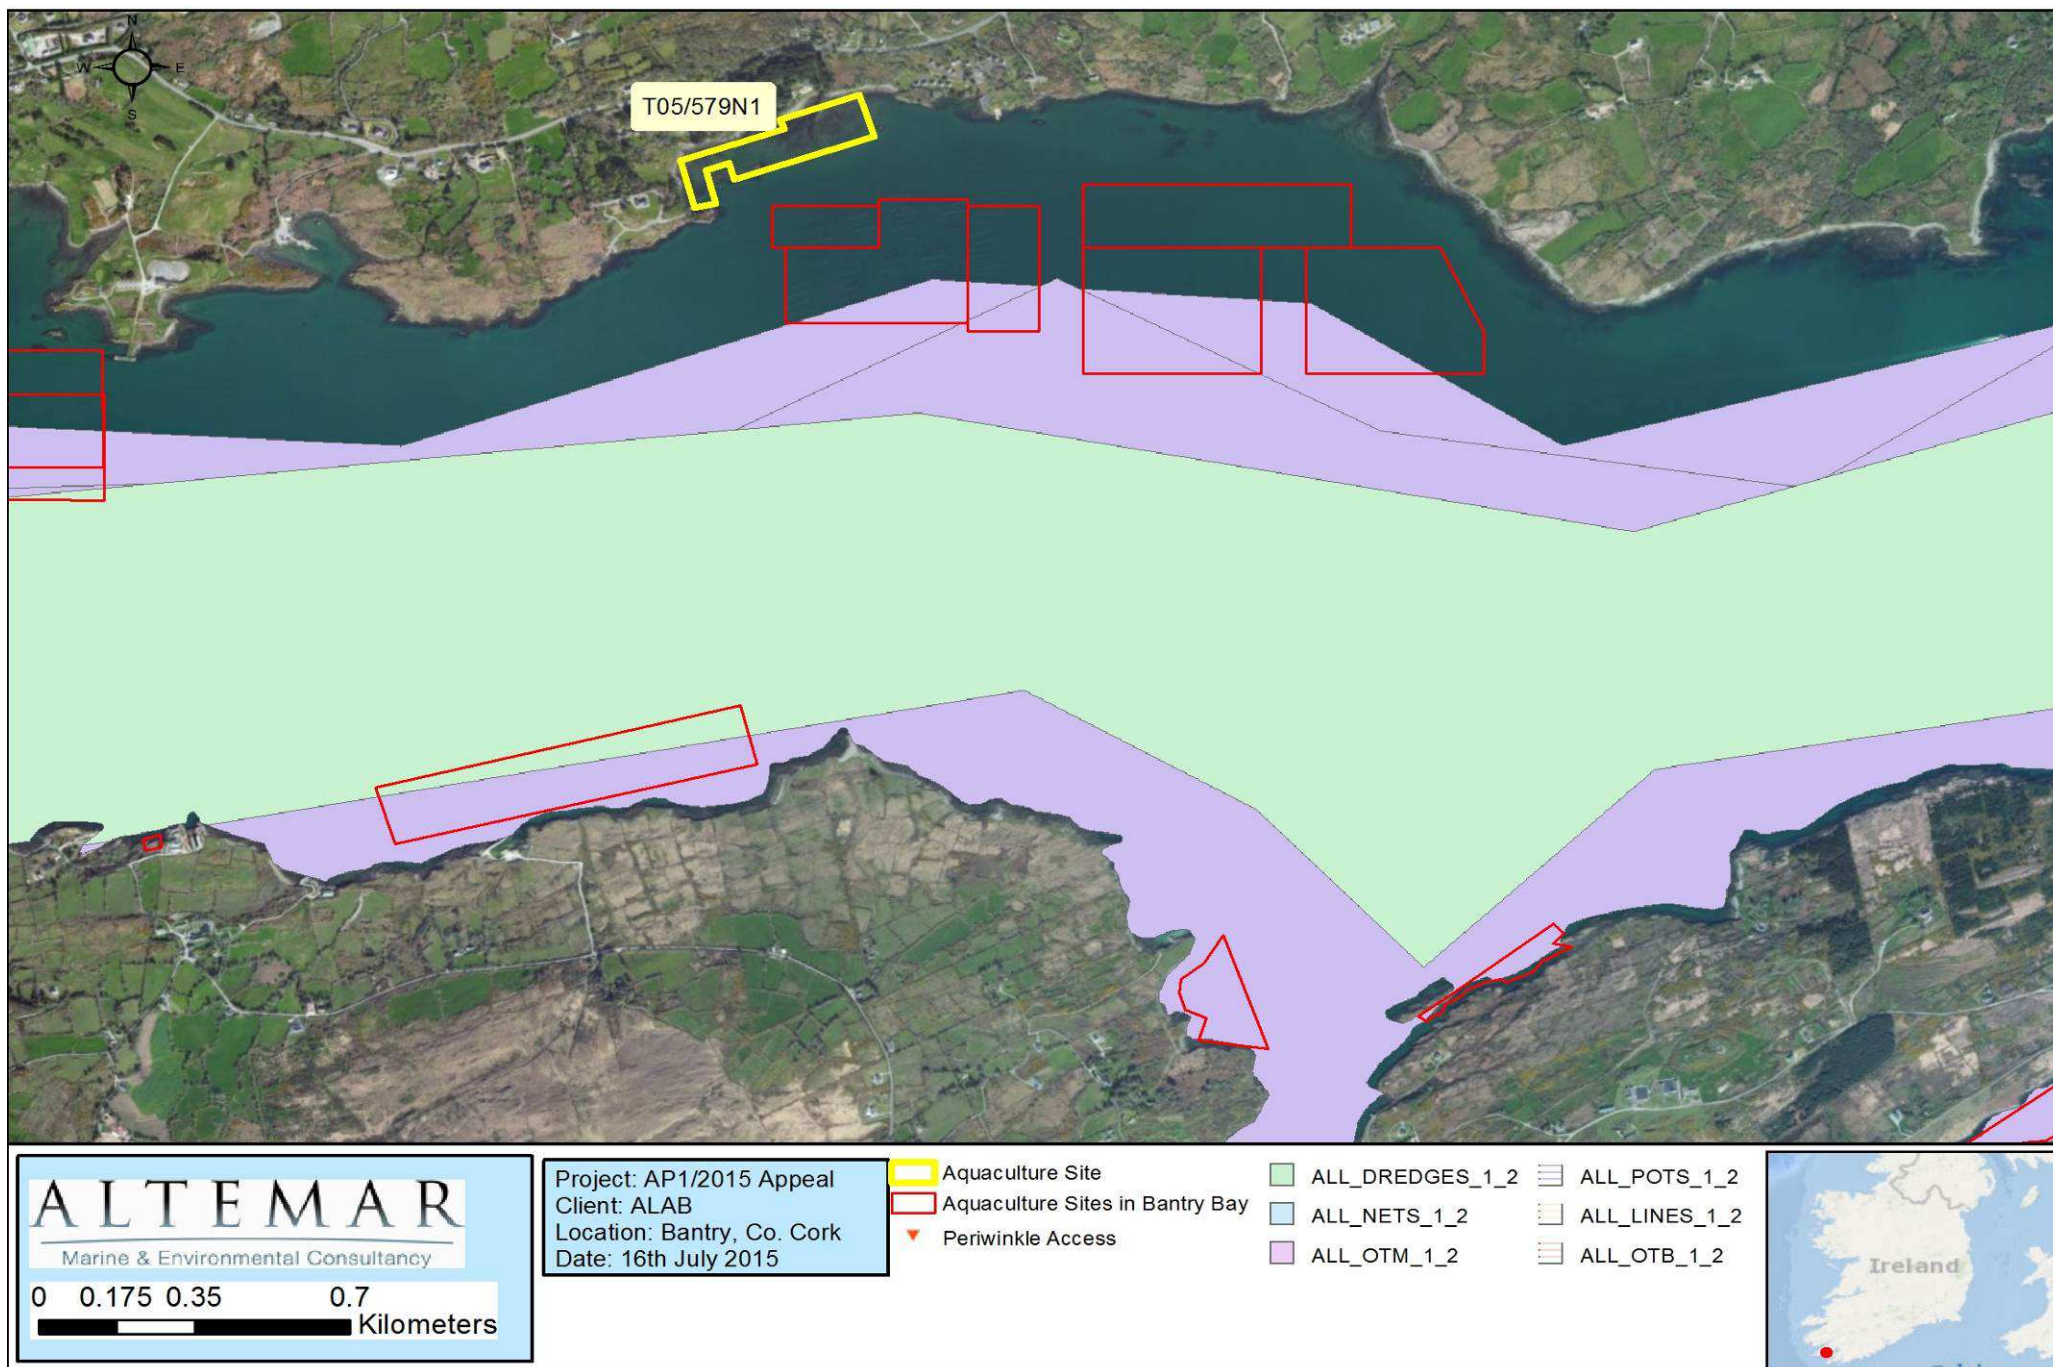 N
W E
S
T05/579N1
ALTEMAR
Marine & Environmental Consultancy
0 0.175 0.35 0.7
Kilometers
Project: AP1/2015 Appeal
Client: ALAB
Location: Bantry, Co. Cork
Date: 16th July 2015
Aquaculture Site
Aquaculture Sites in Bantry Bay
Periwinkle Access
ALL_DREDGES_1_2
ALL_NETS_1_2
ALL_OTM_1_2
ALL_POTS_1_2
ALL_LINES_1_2
ALL_OTB_1_2
Ireland